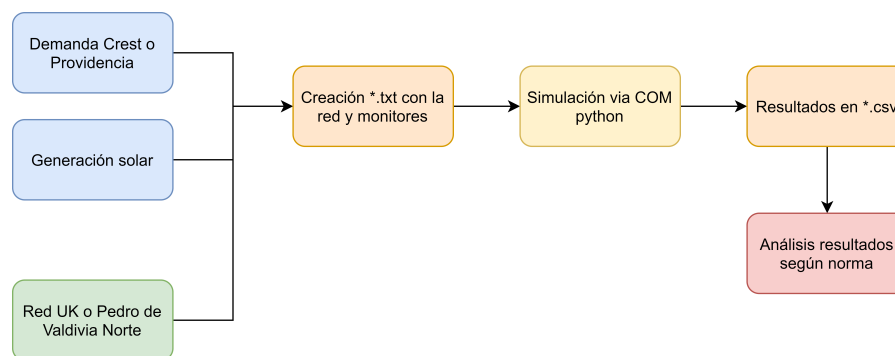 Demanda Crest o
Providencia
Generación solar
Red UK o Pedro de
Valdivia Norte
Creación *.txt con la
red y monitores
Simulación via COM
python
Resultados en *.csv
Análisis resultados
según norma